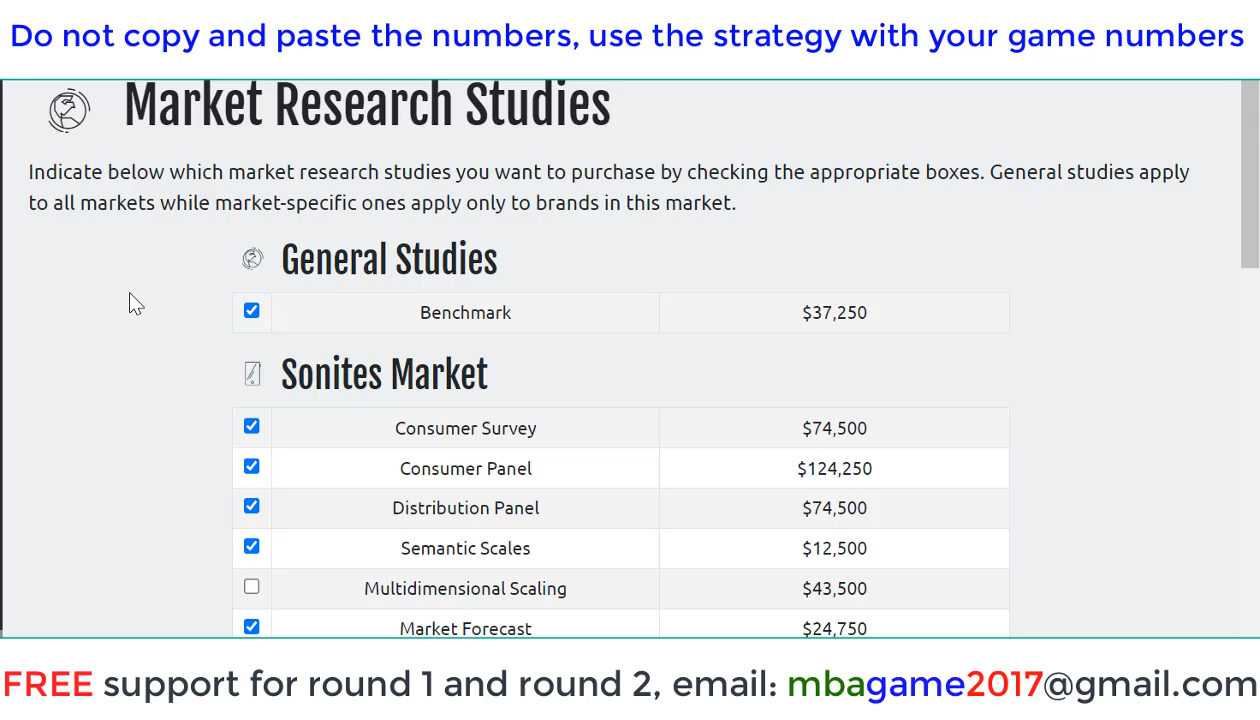 Do not copy and paste the numbers, use the strategy with your game numbers
Market Research Studies
Indicate below which market research studies you want to purchase by checking the appropriate boxes. General studies apply
to all markets while market-specific ones apply only to brands in this market.
General Studies
Benchmark $37,250
Sonites Market
Consumer Survey $74,500
Consumer Panel $124,250
Distribution Panel $74,500
Semantic Scales $12,500
Multidimensional Scaling $43,500
Market Forecast $24,750
FREE support for round 1 and round 2, email: mbagame2017@gmail.com